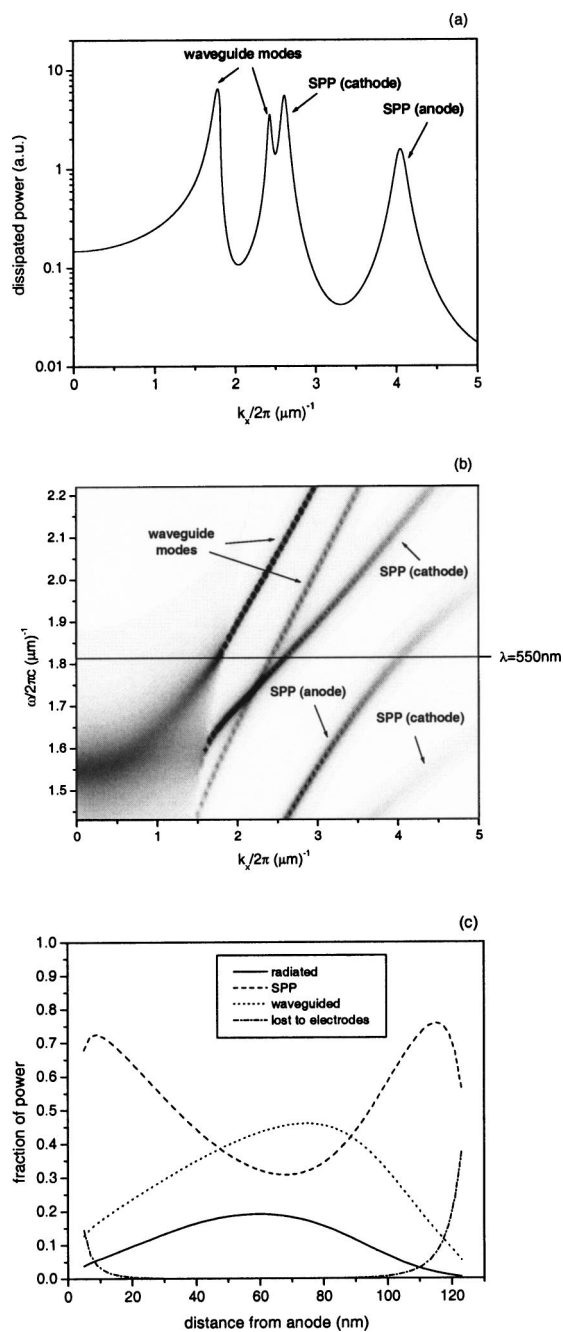 (a)
waveguide modes
SPP (cathode)
SPP (anode)
10
1
0.1
0.01
dissipated power (a.u.)
0 1 2 3 4 5
kₓ/2π (μm)⁻¹
(b)
2.2
2.1
2.0
1.9
1.8
1.7
1.6
1.5
ω/2πc (μm)⁻¹
waveguide
modes
SPP (cathode)
λ=550nm
SPP (anode)
SPP (cathode)
0 1 2 3 4 5
kₓ/2π (μm)⁻¹
(c)
1.0
0.9
0.8
0.7
0.6
0.5
0.4
0.3
0.2
0.1
0.0
fraction of power
radiated
SPP
waveguided
lost to electrodes
0 20 40 60 80 100 120
distance from anode (nm)